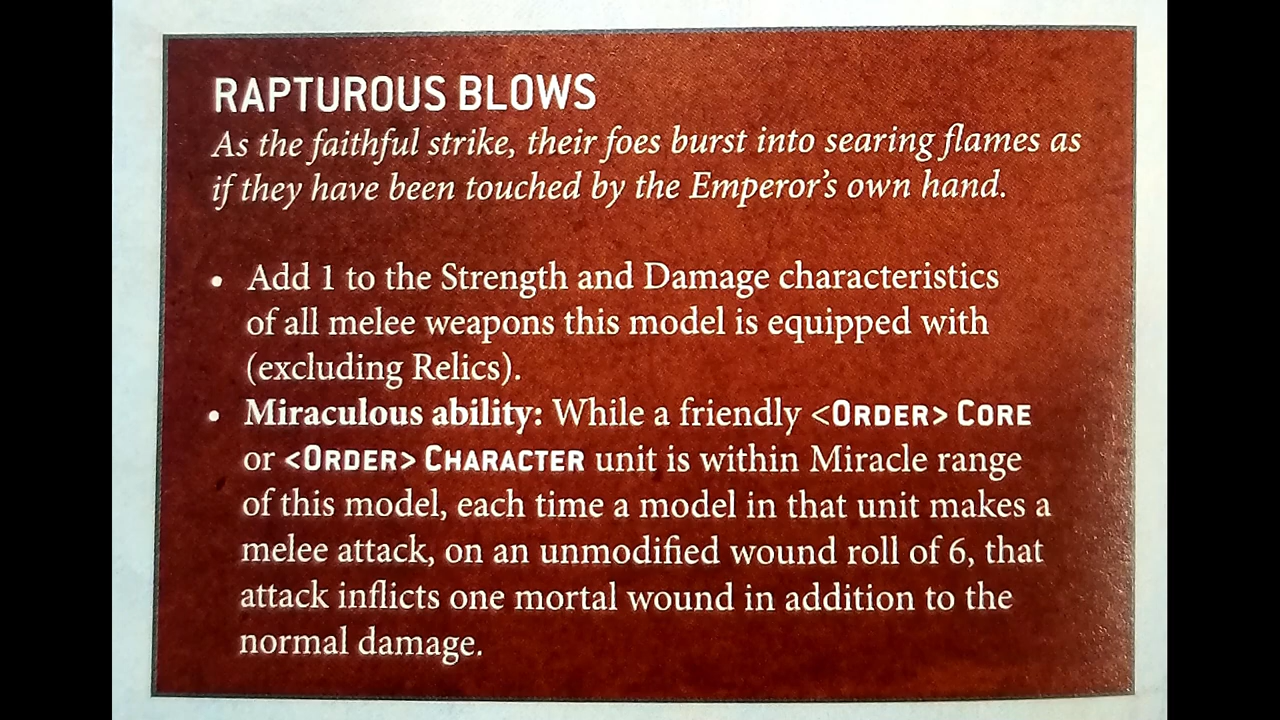 RAPTUROUS BLOWS
As the faithful strike, their foes burst into searing flames as
if they have been touched by the Emperor's own hand.
• Add 1 to the Strength and Damage characteristics
of all melee weapons this model is equipped with
(excluding Relics).
• Miraculous ability: While a friendly <ORDER> CORE
or <ORDER> CHARACTER unit is within Miracle range
of this model, each time a model in that unit makes a
melee attack, on an unmodified wound roll of 6, that
attack inflicts one mortal wound in addition to the
normal damage.